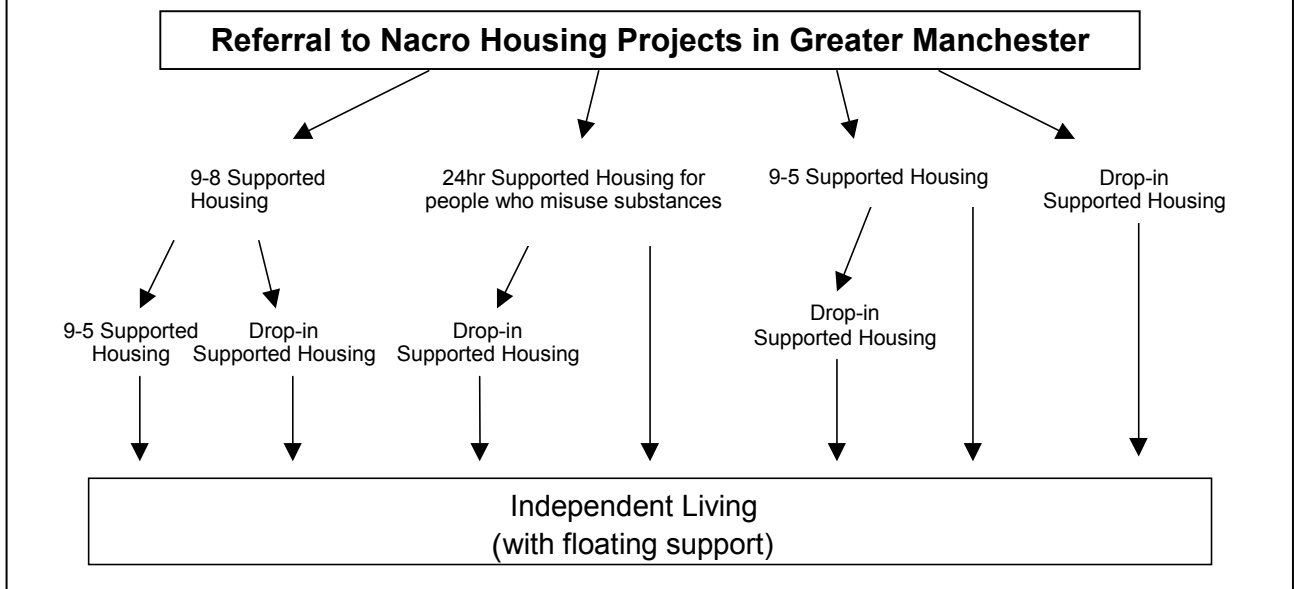 Referral to Nacro Housing Projects in Greater Manchester
9-8 Supported
Housing
24hr Supported Housing for
people who misuse substances
9-5 Supported Housing
Drop-in
Supported Housing
9-5 Supported
Housing
Drop-in
Supported Housing
Drop-in
Supported Housing
Drop-in
Supported Housing
Independent Living
(with floating support)